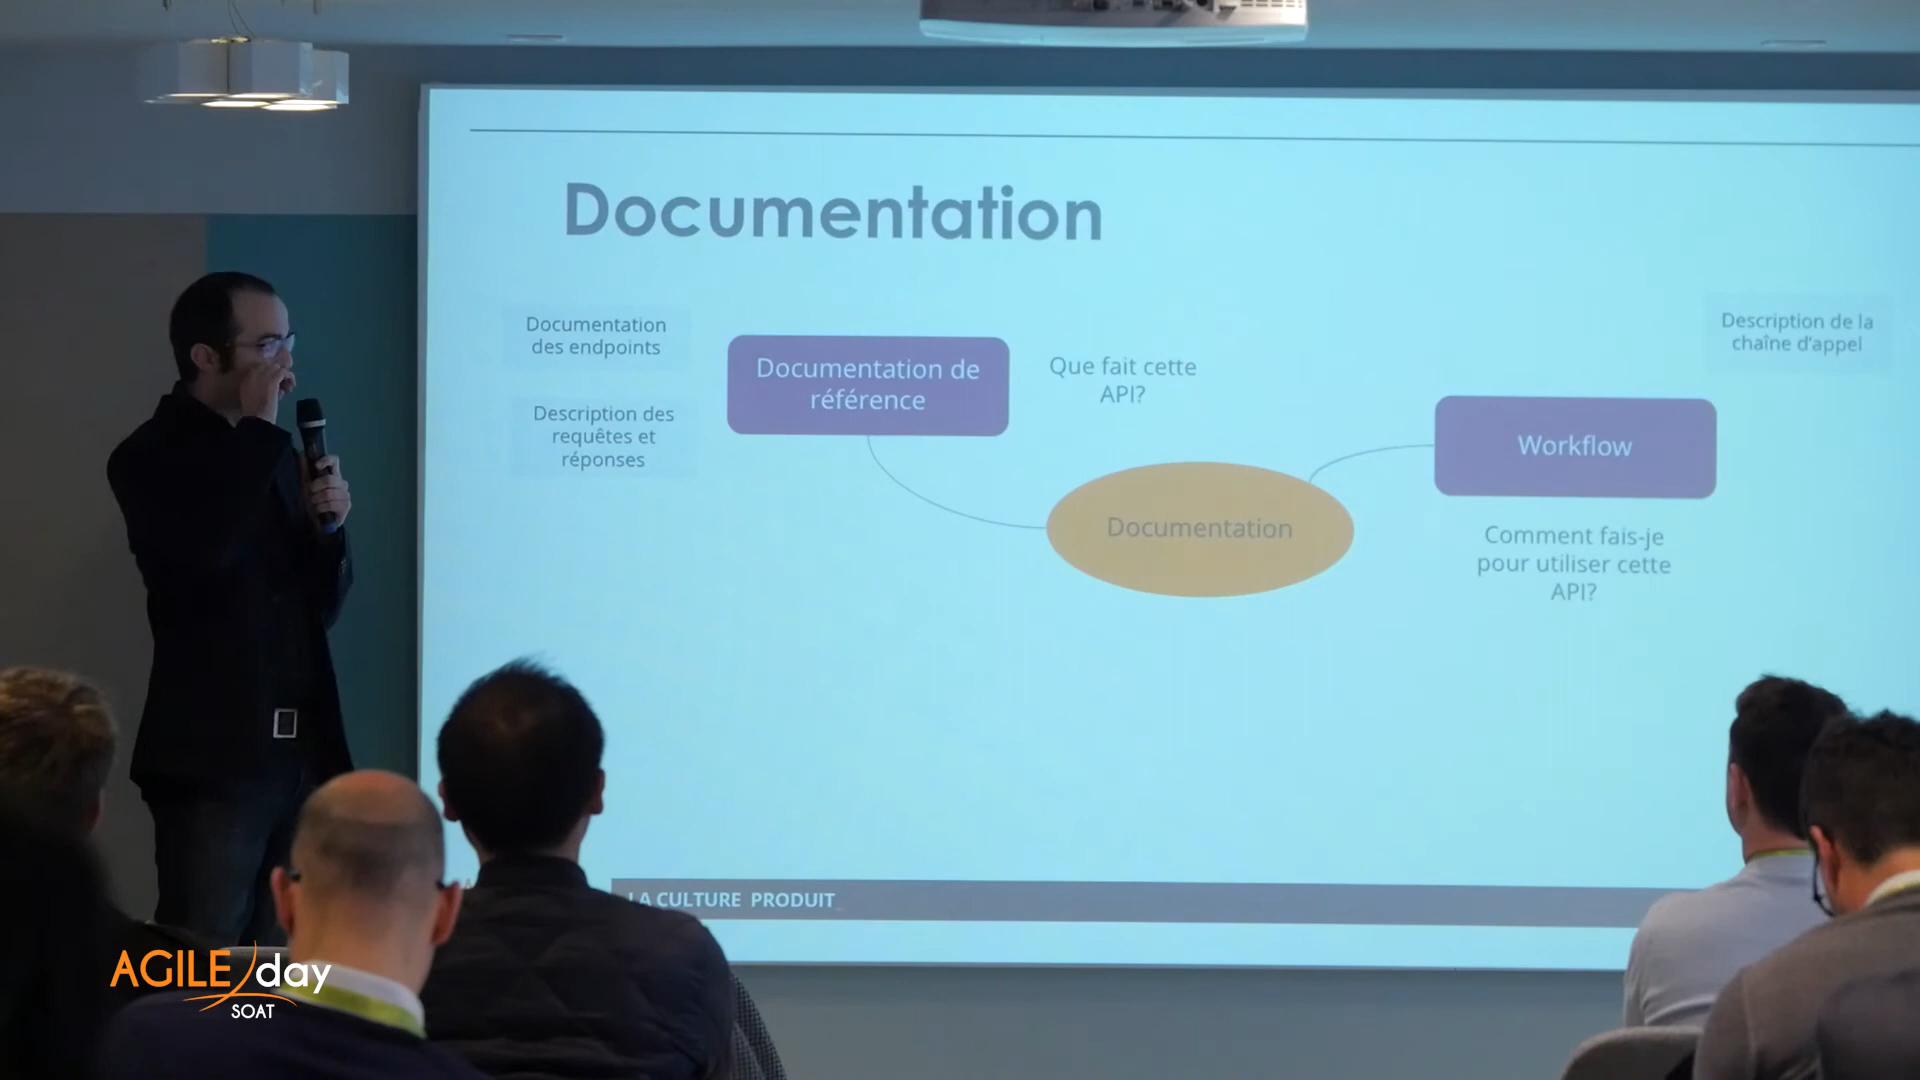 Documentation
Documentation
des endpoints
Description des
requêtes et
réponses
Documentation de
référence
Que fait cette
API?
Documentation
Workflow
Comment fais-je
pour utiliser cette
API?
Description de la
chaîne d'appel
LA CULTURE PRODUIT
AGILE day
SOAT